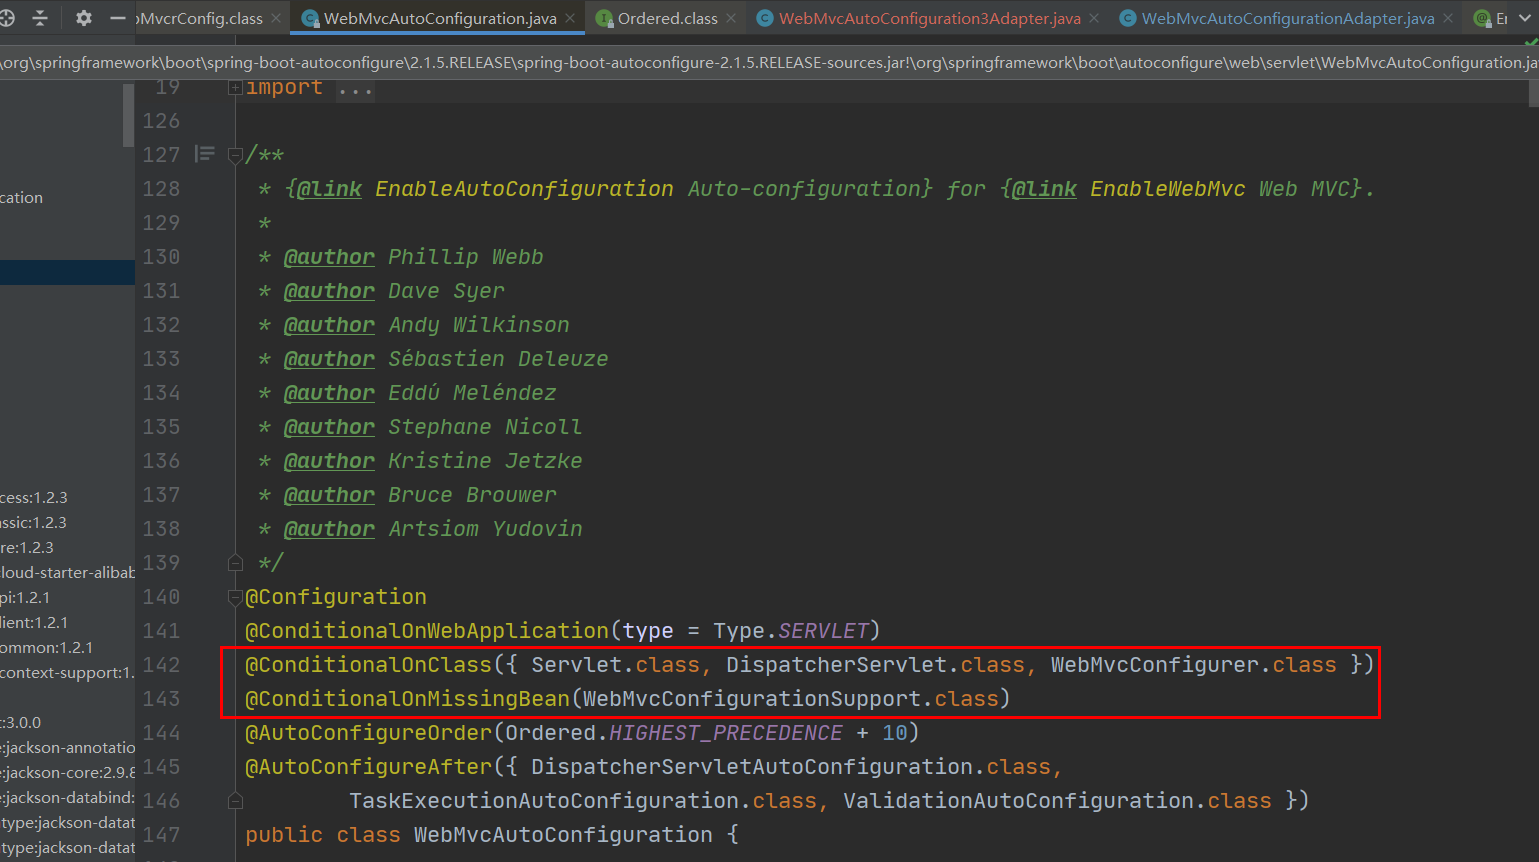 oMvcrConfig.class
WebMvcAutoConfiguration.java
Ordered.class
WebMvcAutoConfiguration3Adapter.java
WebMvcAutoConfigurationAdapter.java
\org\springframework\boot\spring-boot-autoconfigure\2.1.5.RELEASE\spring-boot-autoconfigure-2.1.5.RELEASE-sources.jar!\org\springframework\boot\autoconfigure\web\servlet\WebMvcAutoConfiguration.ja
cation
cess:1.2.3
assic:1.2.3
re:1.2.3
cloud-starter-alibab
pi:1.2.1
lient:1.2.1
ommon:1.2.1
context-support:1.
t:3.0.0
e:jackson-annotatio
e:jackson-core:2.9.8
e:jackson-databind:
atype:jackson-datat
atype:jackson-datat
19 import ...
126
127 /**
128 * {@link EnableAutoConfiguration Auto-configuration} for {@link EnableWebMvc Web MVC}.
129 *
130 * @author Phillip Webb
131 * @author Dave Syer
132 * @author Andy Wilkinson
133 * @author Sébastien Deleuze
134 * @author Eddú Meléndez
135 * @author Stephane Nicoll
136 * @author Kristine Jetzke
137 * @author Bruce Brouwer
138 * @author Artsiom Yudovin
139 */
140 @Configuration
141 @ConditionalOnWebApplication(type = Type.SERVLET)
142 @ConditionalOnClass({ Servlet.class, DispatcherServlet.class, WebMvcConfigurer.class })
143 @ConditionalOnMissingBean(WebMvcConfigurationSupport.class)
144 @AutoConfigureOrder(Ordered.HIGHEST_PRECEDENCE + 10)
145 @AutoConfigureAfter({ DispatcherServletAutoConfiguration.class,
146 TaskExecutionAutoConfiguration.class, ValidationAutoConfiguration.class })
147 public class WebMvcAutoConfiguration {